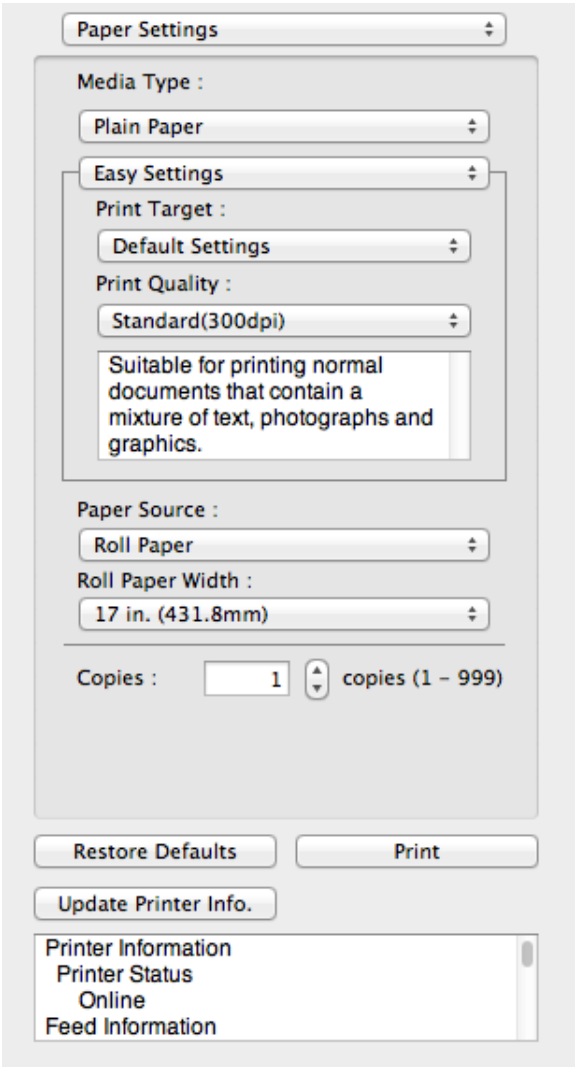 Paper Settings
Media Type :
Plain Paper
Easy Settings
Print Target :
Default Settings
Print Quality :
Standard(300dpi)
Suitable for printing normal
documents that contain a
mixture of text, photographs and
graphics.
Paper Source :
Roll Paper
Roll Paper Width :
17 in. (431.8mm)
Copies : 1 copies (1 – 999)
Restore Defaults Print
Update Printer Info.
Printer Information
Printer Status
Online
Feed Information